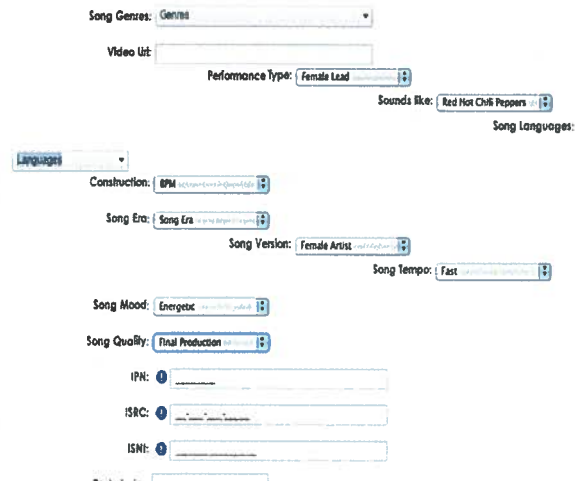 Song Genres: Genres
Video Url:
Performance Type: Female Lead
Sounds like: Red Hot Chili Peppers
Song Languages:
Languages
Construction: BPM
Song Era: Song Era
Song Version: Female Artist
Song Tempo: Fast
Song Mood: Energetic
Song Quality: Final Production
IPN:
ISRC:
ISNI: